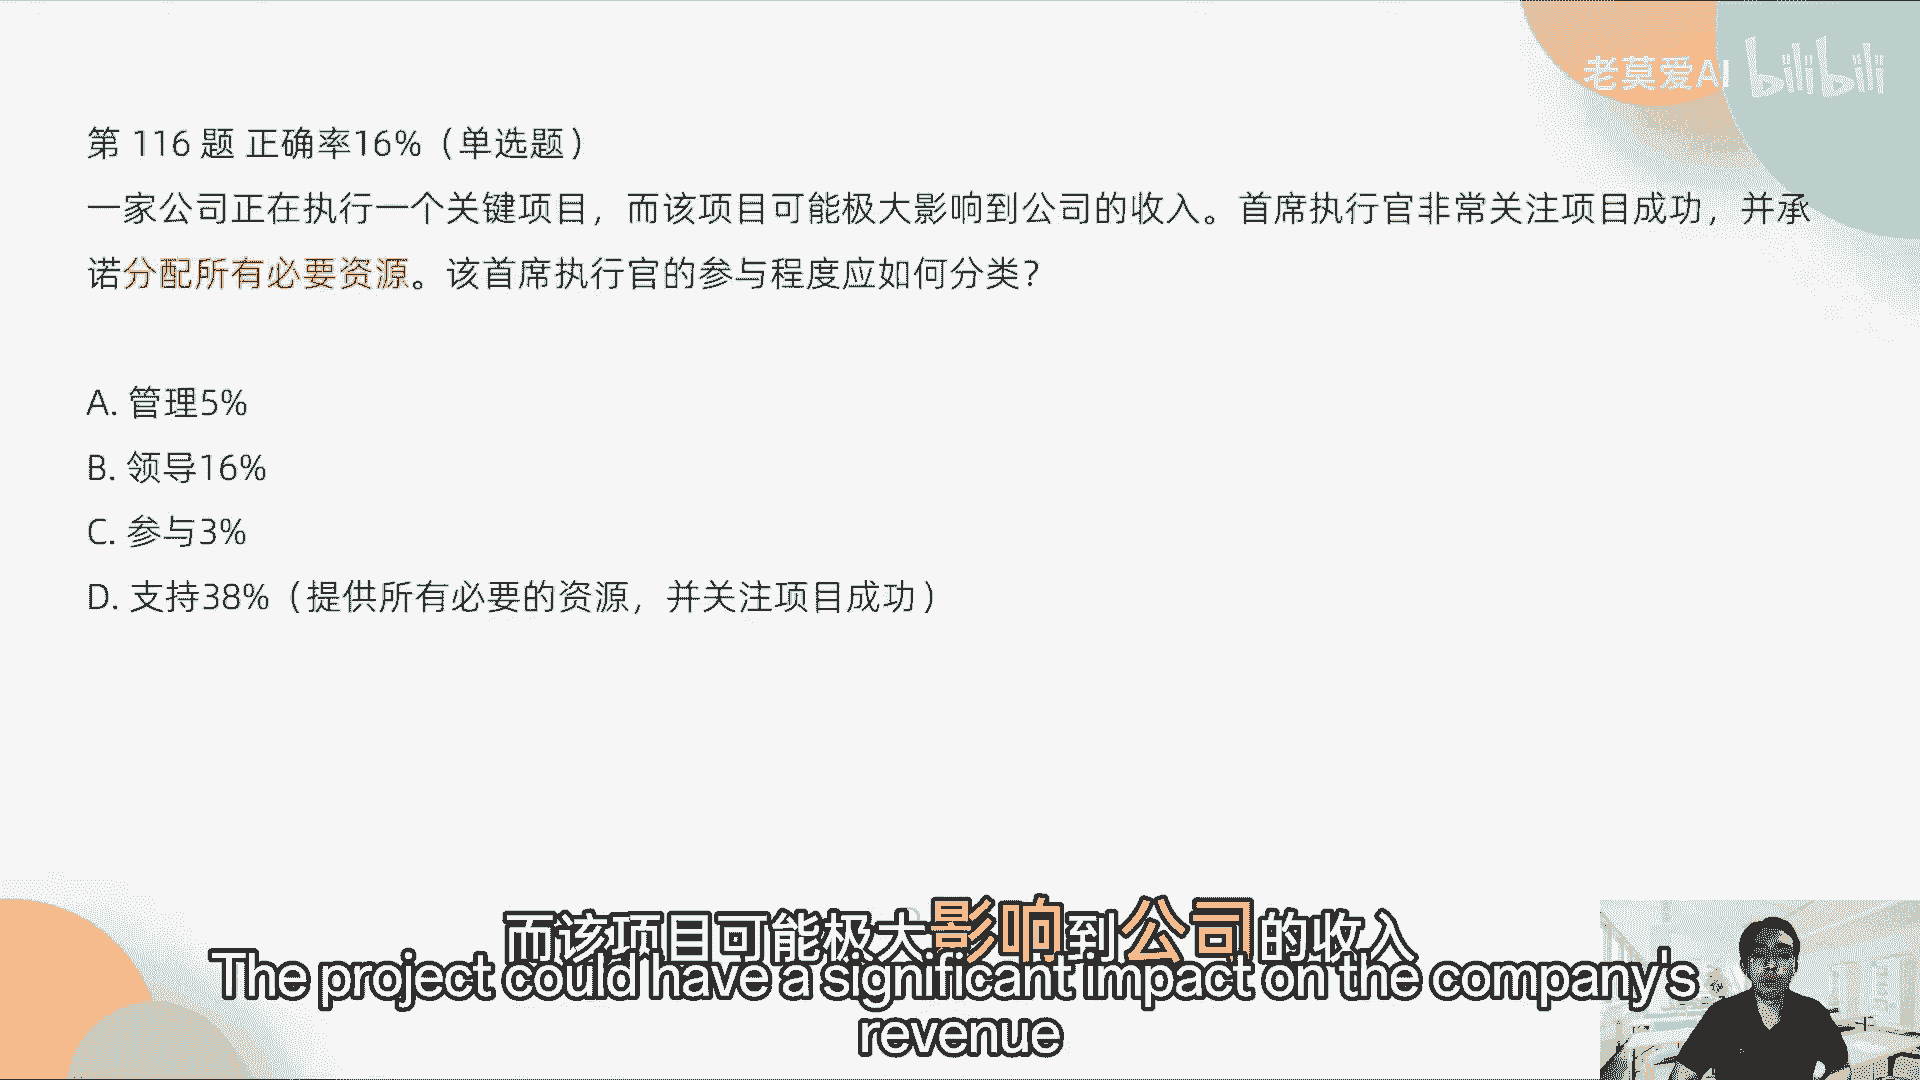 老莫爱AI bilibili
第 116 题 正确率16%（单选题）
一家公司正在执行一个关键项目，而该项目可能极大影响到公司的收入。首席执行官非常关注项目成功，并承
诺分配所有必要资源。该首席执行官的参与程度应如何分类？
A. 管理5%
B. 领导16%
C. 参与3%
D. 支持38%（提供所有必要的资源，并关注项目成功）
而该项目可能极大影响到公司的收入
The project could have a significant impact on the company's
revenue